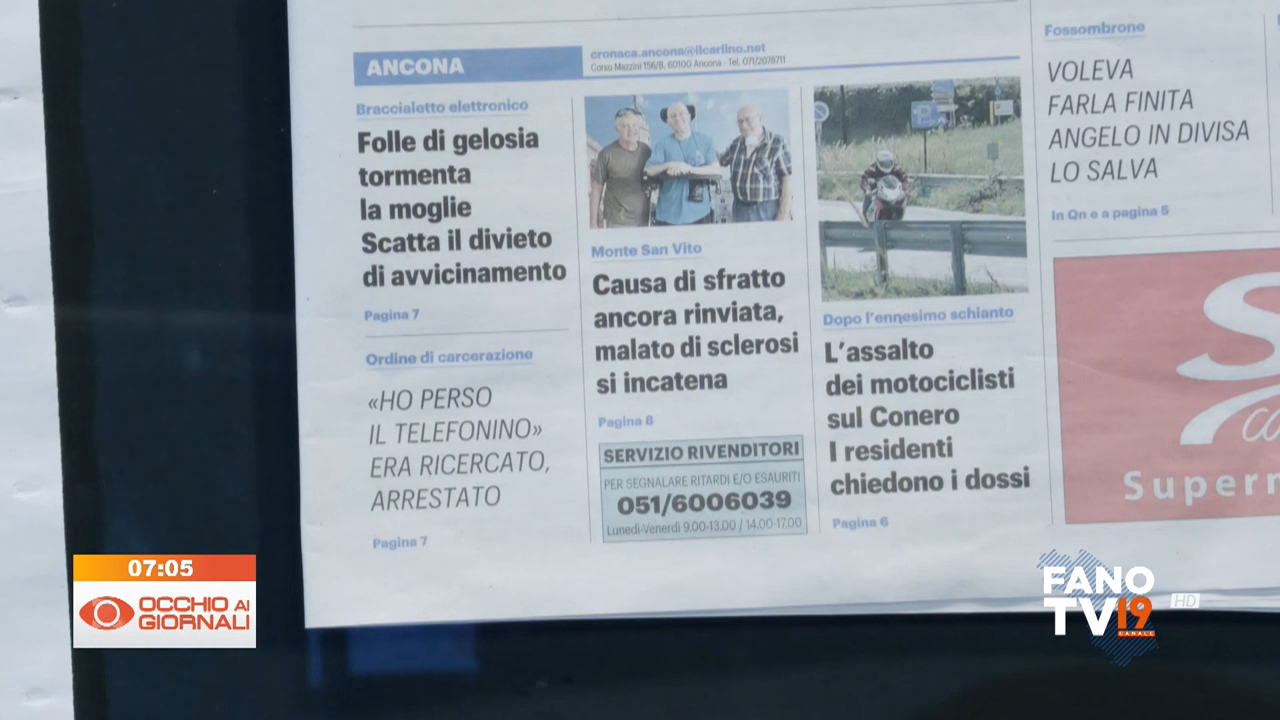 ANCONA
cronaca.ancona@ilcarlino.net
Corso Mazzini 156/B, 60100 Ancona - Tel. 071/2078711
Braccialetto elettronico
Folle di gelosia
tormenta
la moglie
Scatta il divieto
di avvicinamento
Pagina 7
Ordine di carcerazione
«HO PERSO
IL TELEFONINO»
ERA RICERCATO,
ARRESTATO
Pagina 7
Monte San Vito
Causa di sfratto
ancora rinviata,
malato di sclerosi
si incatena
Pagina 8
SERVIZIO RIVENDITORI
PER SEGNALARE RITARDI E/O ESAURITI
051/6006039
Lunedì-Venerdì 9.00-13.00 / 14.00-17.00
P
Dopo l'ennesimo schianto
L'assalto
dei motociclisti
sul Conero
I residenti
chiedono i dossi
Pagina 6
Fossombrone
VOLEVA
FARLA FINITA
ANGELO IN DIVISA
LO SALVA
In Qn e a pagina 5
S
co
Superm
07:05
OCCHIO AI
GIORNALI
FANO
TV19
CANALE
HD